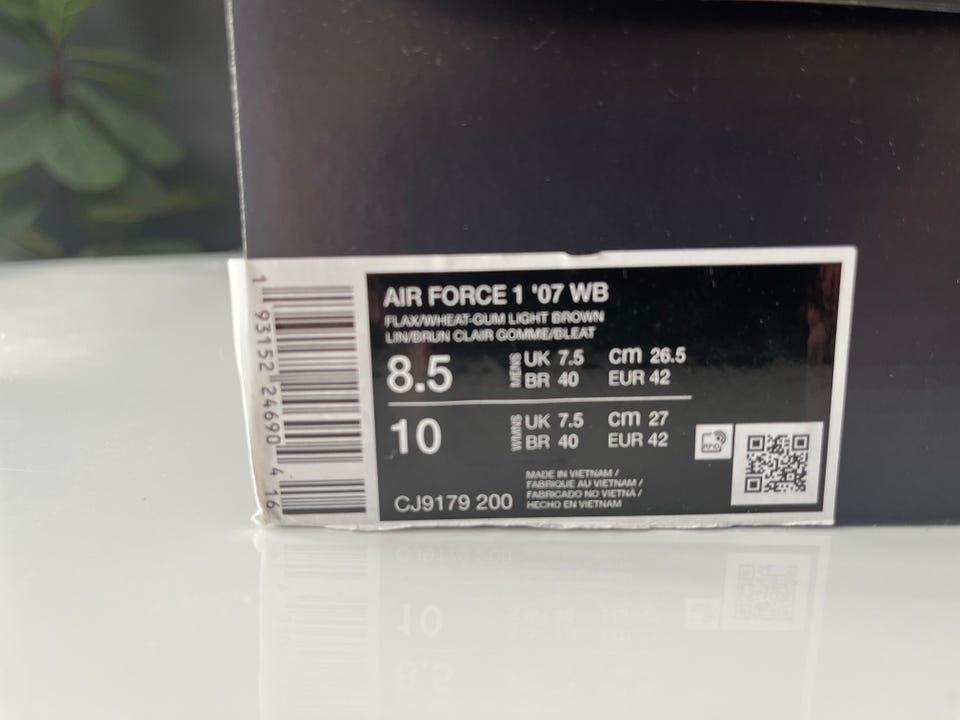 AIR FORCE 1 '07 WB
FLAX/WHEAT-GUM LIGHT BROWN
LIN/BRUN CLAIR GOMME/BLEAT
8.5 MENS UK 7.5 cm 26.5
BR 40 EUR 42
10 WMNS UK 7.5 cm 27
BR 40 EUR 42
RFID
CJ9179 200
MADE IN VIETNAM /
FABRIQUE AU VIETNAM /
FABRICADO NO VIETNA /
HECHO EN VIETNAM
1 93152 24690 4 16